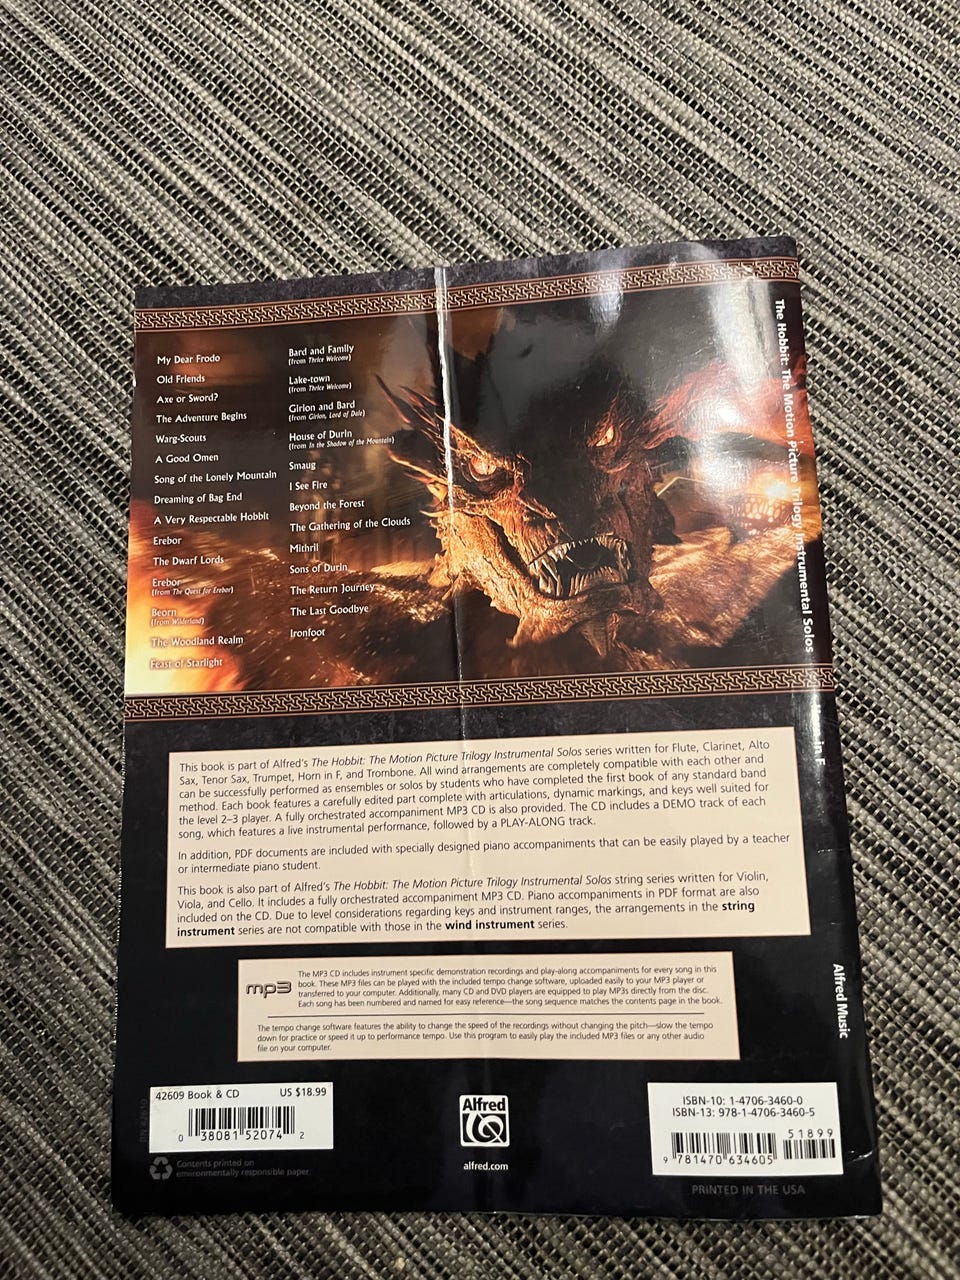 My Dear Frodo
Old Friends
Axe or Sword?
The Adventure Begins
Warg-Scouts
A Good Omen
Song of the Lonely Mountain
Dreaming of Bag End
A Very Respectable Hobbit
Erebor
The Dwarf Lords
Erebor
(from The Quest for Erebor)
Beorn
(from Wilderland)
The Woodland Realm
Feast of Starlight
Bard and Family
(from Thrice Welcome)
Lake-town
(from Thrice Welcome)
Girion and Bard
(from Girion, Lord of Dale)
House of Durin
(from In the Shadow of the Mountain)
Smaug
I See Fire
Beyond the Forest
The Gathering of the Clouds
Mithril
Sons of Durin
The Return Journey
The Last Goodbye
Ironfoot
The Hobbit: The Motion Picture Trilogy Instrumental Solos
in F
Alfred Music
This book is part of Alfred's The Hobbit: The Motion Picture Trilogy Instrumental Solos series written for Flute, Clarinet, Alto
Sax, Tenor Sax, Trumpet, Horn in F, and Trombone. All wind arrangements are completely compatible with each other and
can be successfully performed as ensembles or solos by students who have completed the first book of any standard band
method. Each book features a carefully edited part complete with articulations, dynamic markings, and keys well suited for
the level 2–3 player. A fully orchestrated accompaniment MP3 CD is also provided. The CD includes a DEMO track of each
song, which features a live instrumental performance, followed by a PLAY-ALONG track.
In addition, PDF documents are included with specially designed piano accompaniments that can be easily played by a teacher
or intermediate piano student.
This book is also part of Alfred's The Hobbit: The Motion Picture Trilogy Instrumental Solos string series written for Violin,
Viola, and Cello. It includes a fully orchestrated accompaniment MP3 CD. Piano accompaniments in PDF format are also
included on the CD. Due to level considerations regarding keys and instrument ranges, the arrangements in the string
instrument series are not compatible with those in the wind instrument series.
mp3
The MP3 CD includes instrument specific demonstration recordings and play-along accompaniments for every song in this
book. These MP3 files can be played with the included tempo change software, uploaded easily to your MP3 player or
transferred to your computer. Additionally, many CD and DVD players are equipped to play MP3s directly from the disc.
Each song has been numbered and named for easy reference—the song sequence matches the contents page in the book.
The tempo change software features the ability to change the speed of the recordings without changing the pitch—slow the tempo
down for practice or speed it up to performance tempo. Use this program to easily play the included MP3 files or any other audio
file on your computer.
42609 Book & CD US $18.99
0 38081 52074 2
Contents printed on
environmentally responsible paper
Alfred
alfred.com
ISBN-10: 1-4706-3460-0
ISBN-13: 978-1-4706-3460-5
51899
9 781470 634605
PRINTED IN THE USA